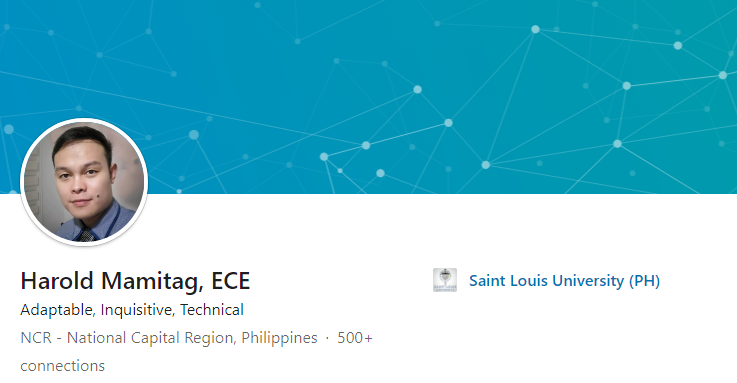 Harold Mamitag, ECE
Adaptable, Inquisitive, Technical
NCR - National Capital Region, Philippines · 500+
connections
Saint Louis University (PH)